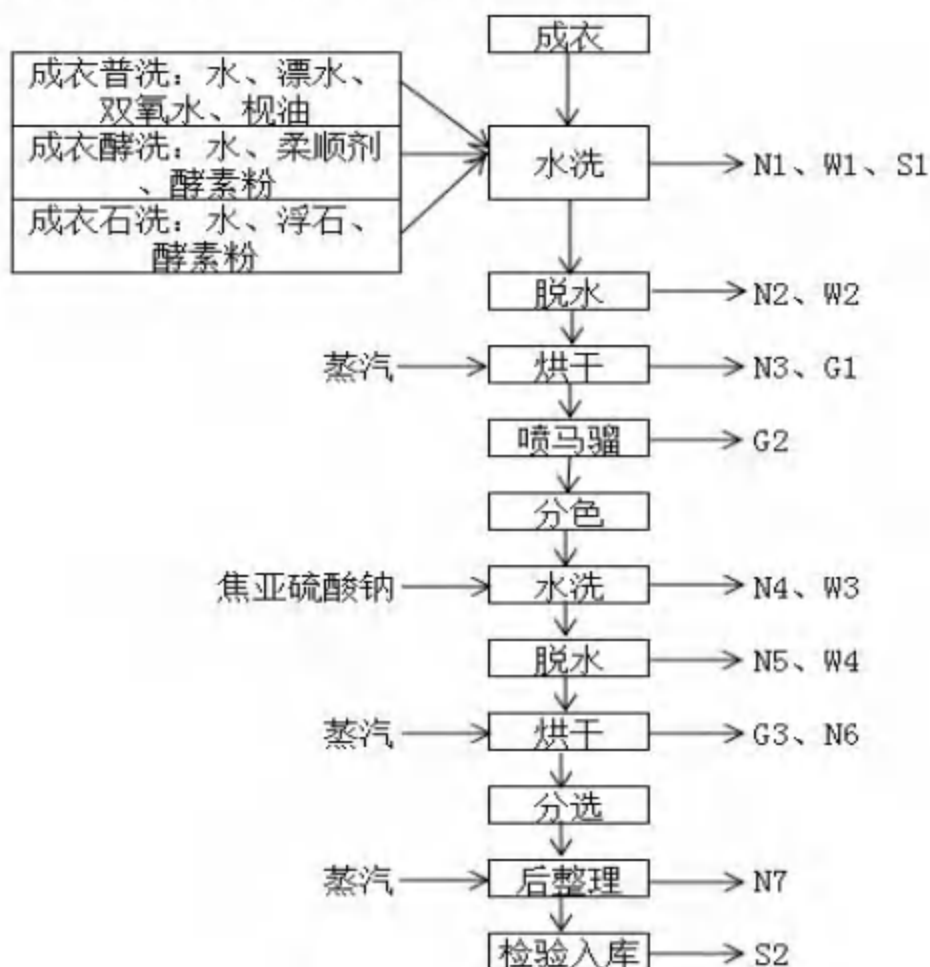 成衣
成衣普洗：水、漂水、
双氧水、枧油
成衣酵洗：水、柔顺剂
、酵素粉
成衣石洗：水、浮石、
酵素粉
水洗
N1、W1、S1
脱水
N2、W2
蒸汽
烘干
N3、G1
喷马骝
G2
分色
焦亚硫酸钠
水洗
N4、W3
脱水
N5、W4
蒸汽
烘干
G3、N6
分选
蒸汽
后整理
N7
检验入库
S2